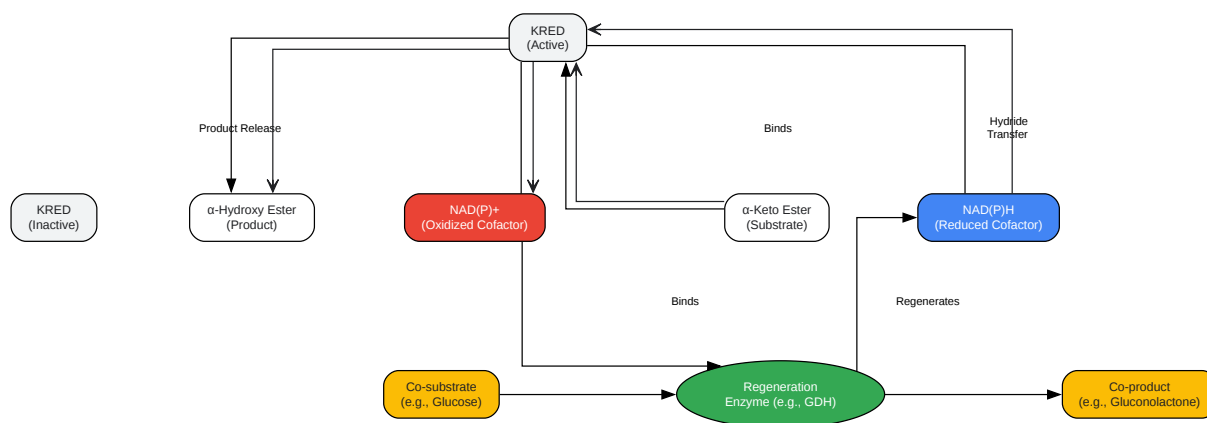 KRED
(Active)
Product Release
Binds
Hydride
Transfer
KRED
(Inactive)
α-Hydroxy Ester
(Product)
NAD(P)+
(Oxidized Cofactor)
α-Keto Ester
(Substrate)
NAD(P)H
(Reduced Cofactor)
Binds
Regenerates
Co-substrate
(e.g., Glucose)
Regeneration
Enzyme (e.g., GDH)
Co-product
(e.g., Gluconolactone)